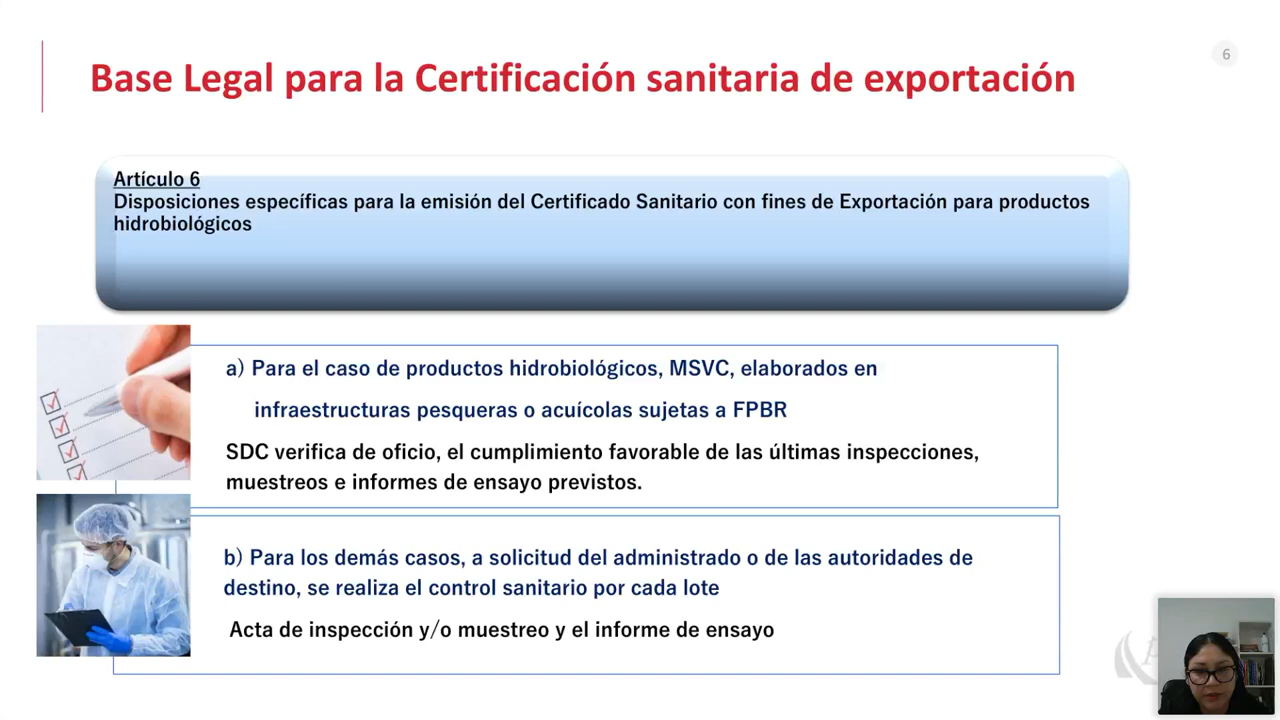 6
Base Legal para la Certificación sanitaria de exportación
Artículo 6
Disposiciones específicas para la emisión del Certificado Sanitario con fines de Exportación para productos
hidrobiológicos
a) Para el caso de productos hidrobiológicos, MSVC, elaborados en
infraestructuras pesqueras o acuícolas sujetas a FPBR
SDC verifica de oficio, el cumplimiento favorable de las últimas inspecciones,
muestreos e informes de ensayo previstos.
b) Para los demás casos, a solicitud del administrado o de las autoridades de
destino, se realiza el control sanitario por cada lote
Acta de inspección y/o muestreo y el informe de ensayo